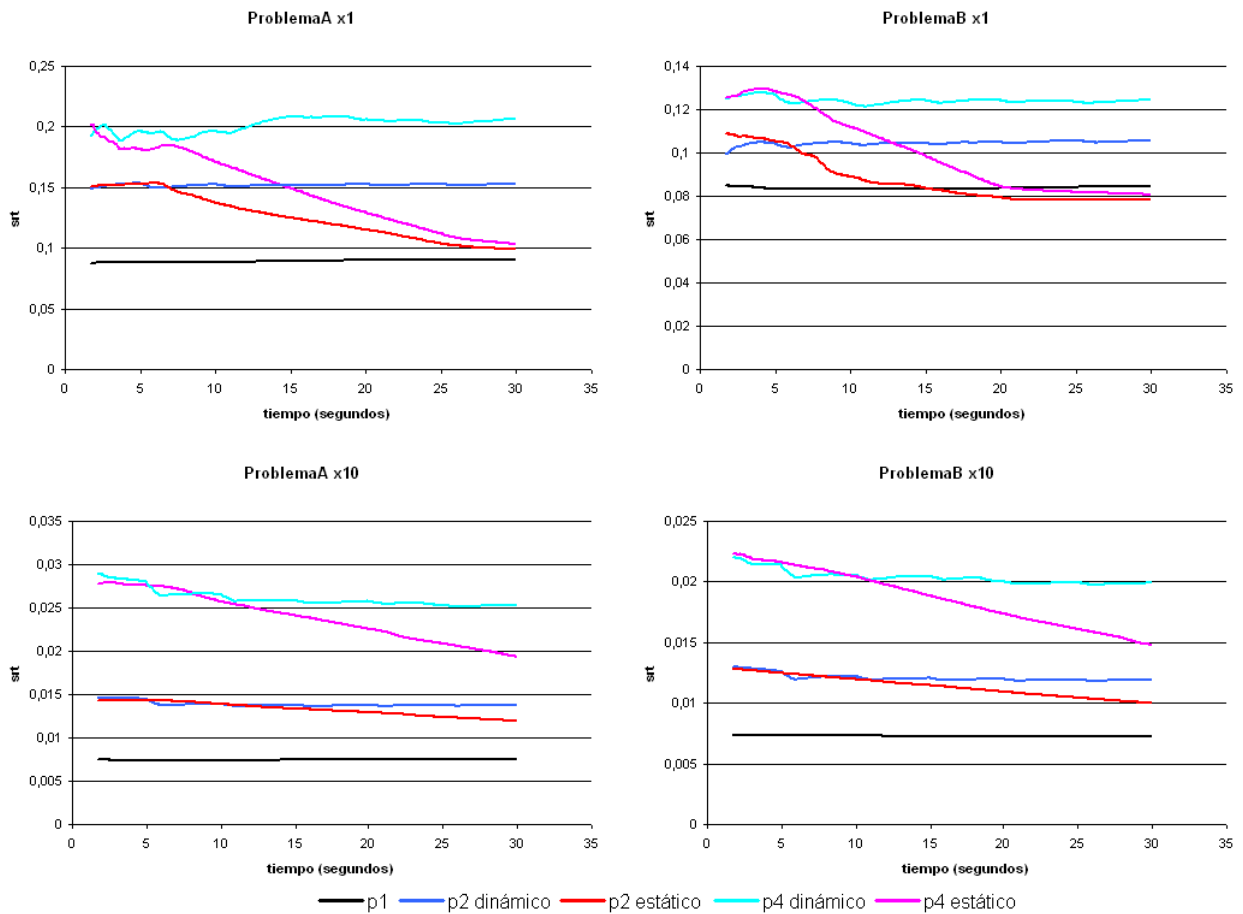 ProblemaA x1
0,25
0,2
0,15
0,1
0,05
0
srt
0 5 10 15 20 25 30 35
tiempo (segundos)
ProblemaB x1
0,14
0,12
0,1
0,08
0,06
0,04
0,02
0
srt
0 5 10 15 20 25 30 35
tiempo (segundos)
ProblemaA x10
0,035
0,03
0,025
0,02
0,015
0,01
0,005
0
srt
0 5 10 15 20 25 30 35
tiempo (segundos)
ProblemaB x10
0,025
0,02
0,015
0,01
0,005
0
srt
0 5 10 15 20 25 30 35
tiempo (segundos)
p1 p2 dinámico p2 estático p4 dinámico p4 estático